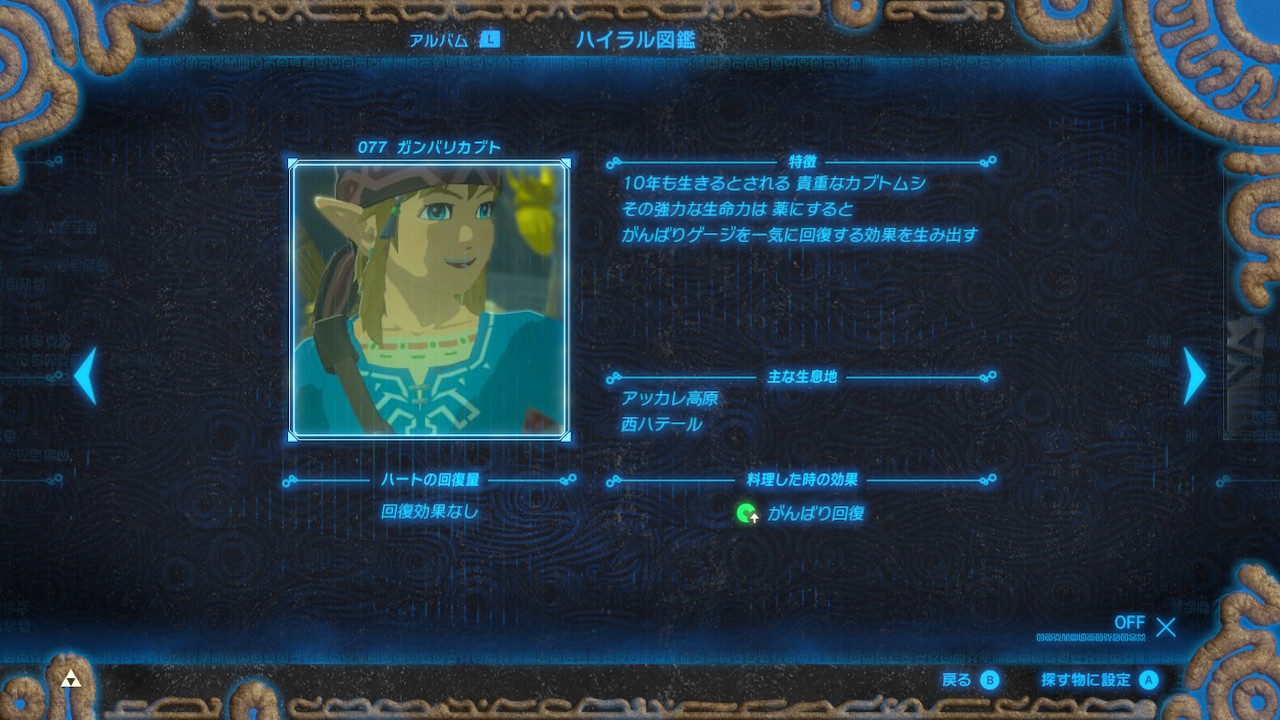 アルバム L
ハイラル図鑑
077 ガンバリカブト
特徴
10年も生きるとされる 貴重なカブトムシ
その強力な生命力は 薬にすると
がんばりゲージを一気に回復する効果を生み出す
主な生息地
アッカレ高原
西ハテール
ハートの回復量
回復効果なし
料理した時の効果
がんばり回復
OFF
戻る B
探す物に設定 A